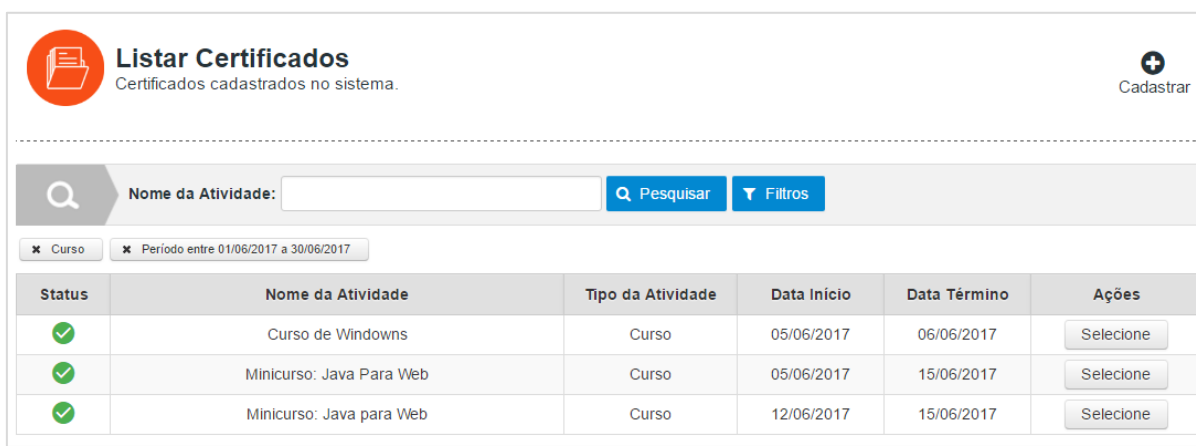 Listar Certificados
Certificados cadastrados no sistema.
Cadastrar
Nome da Atividade: Pesquisar Filtros
Curso Período entre 01/06/2017 a 30/06/2017
Status Nome da Atividade Tipo da Atividade Data Início Data Término Ações
Curso de Windowns Curso 05/06/2017 06/06/2017 Selecione
Minicurso: Java Para Web Curso 05/06/2017 15/06/2017 Selecione
Minicurso: Java para Web Curso 12/06/2017 15/06/2017 Selecione